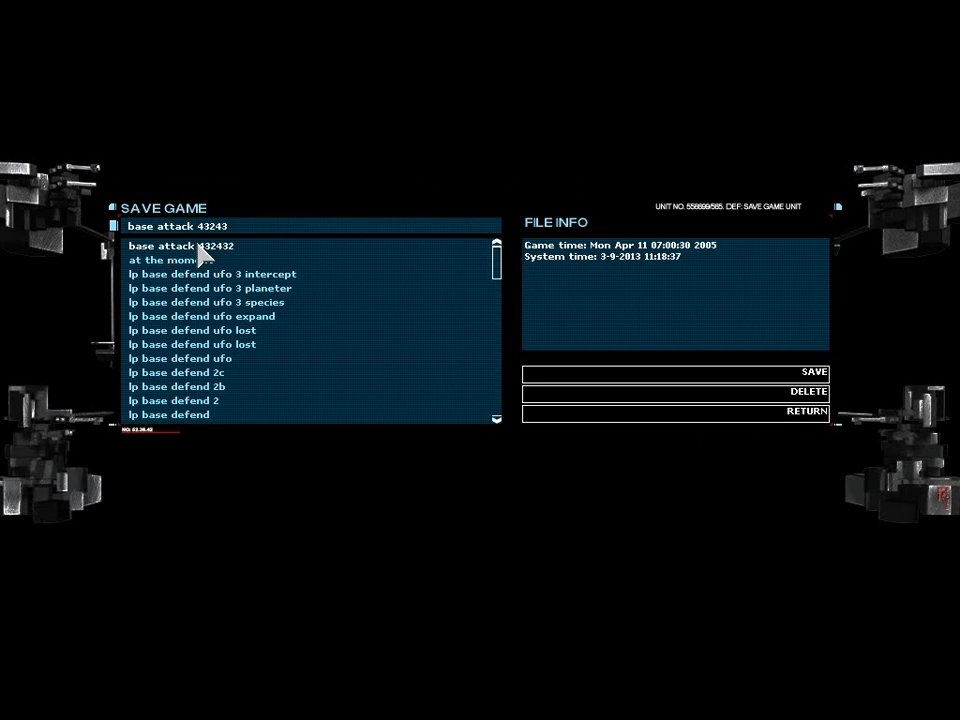 SAVE GAME
UNIT NO. 558699/565. DEF: SAVE GAME UNIT
base attack 43243
FILE INFO
base attack 432432
Game time: Mon Apr 11 07:00:30 2005
at the mom
System time: 3-9-2013 11:18:37
lp base defend ufo 3 intercept
lp base defend ufo 3 planeter
lp base defend ufo 3 species
lp base defend ufo expand
lp base defend ufo lost
lp base defend ufo lost
lp base defend ufo
lp base defend 2c
lp base defend 2b
lp base defend 2
lp base defend
SAVE
DELETE
RETURN